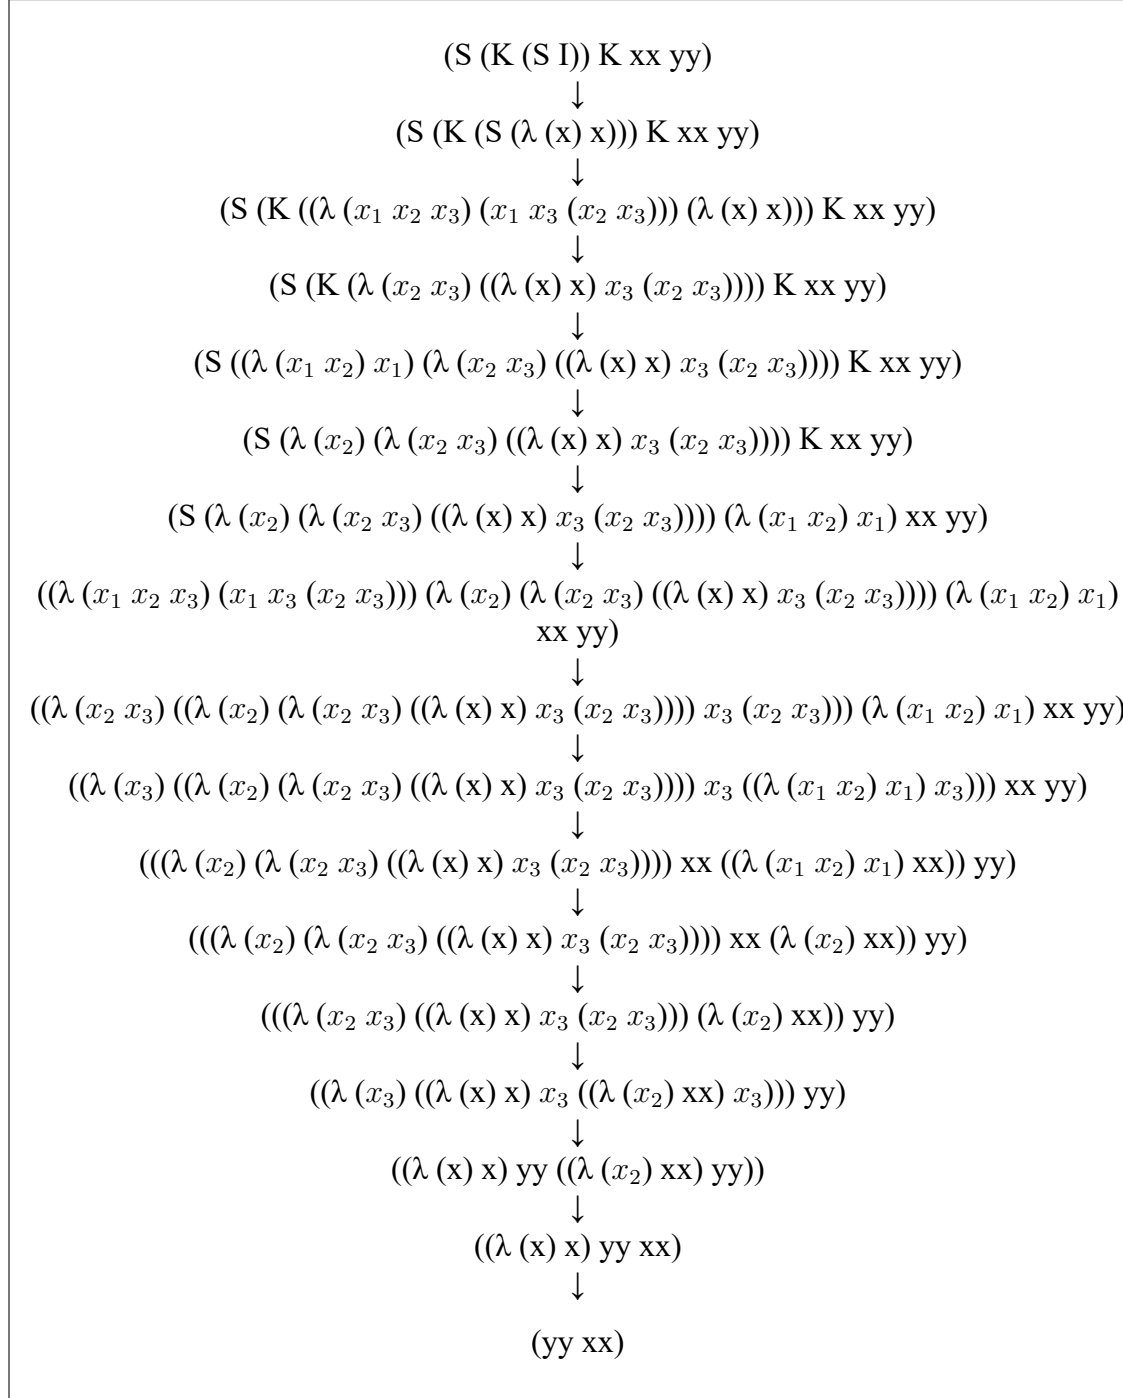 (S (K (S I)) K xx yy)
↓
(S (K (S (λ (x) x))) K xx yy)
↓
(S (K ((λ (x₁ x₂ x₃) (x₁ x₃ (x₂ x₃))) (λ (x) x))) K xx yy)
↓
(S (K (λ (x₂ x₃) ((λ (x) x) x₃ (x₂ x₃)))) K xx yy)
↓
(S ((λ (x₁ x₂) x₁) (λ (x₂ x₃) ((λ (x) x) x₃ (x₂ x₃)))) K xx yy)
↓
(S (λ (x₂) (λ (x₂ x₃) ((λ (x) x) x₃ (x₂ x₃)))) K xx yy)
↓
(S (λ (x₂) (λ (x₂ x₃) ((λ (x) x) x₃ (x₂ x₃)))) (λ (x₁ x₂) x₁) xx yy)
↓
((λ (x₁ x₂ x₃) (x₁ x₃ (x₂ x₃))) (λ (x₂) (λ (x₂ x₃) ((λ (x) x) x₃ (x₂ x₃)))) (λ (x₁ x₂) x₁)
xx yy)
↓
((λ (x₂ x₃) ((λ (x₂) (λ (x₂ x₃) ((λ (x) x) x₃ (x₂ x₃)))) x₃ (x₂ x₃))) (λ (x₁ x₂) x₁) xx yy)
↓
((λ (x₃) ((λ (x₂) (λ (x₂ x₃) ((λ (x) x) x₃ (x₂ x₃)))) x₃ ((λ (x₁ x₂) x₁) x₃))) xx yy)
↓
(((λ (x₂) (λ (x₂ x₃) ((λ (x) x) x₃ (x₂ x₃)))) xx ((λ (x₁ x₂) x₁) xx)) yy)
↓
(((λ (x₂) (λ (x₂ x₃) ((λ (x) x) x₃ (x₂ x₃)))) xx (λ (x₂) xx)) yy)
↓
(((λ (x₂ x₃) ((λ (x) x) x₃ (x₂ x₃))) (λ (x₂) xx)) yy)
↓
((λ (x₃) ((λ (x) x) x₃ ((λ (x₂) xx) x₃))) yy)
↓
((λ (x) x) yy ((λ (x₂) xx) yy))
↓
((λ (x) x) yy xx)
↓
(yy xx)